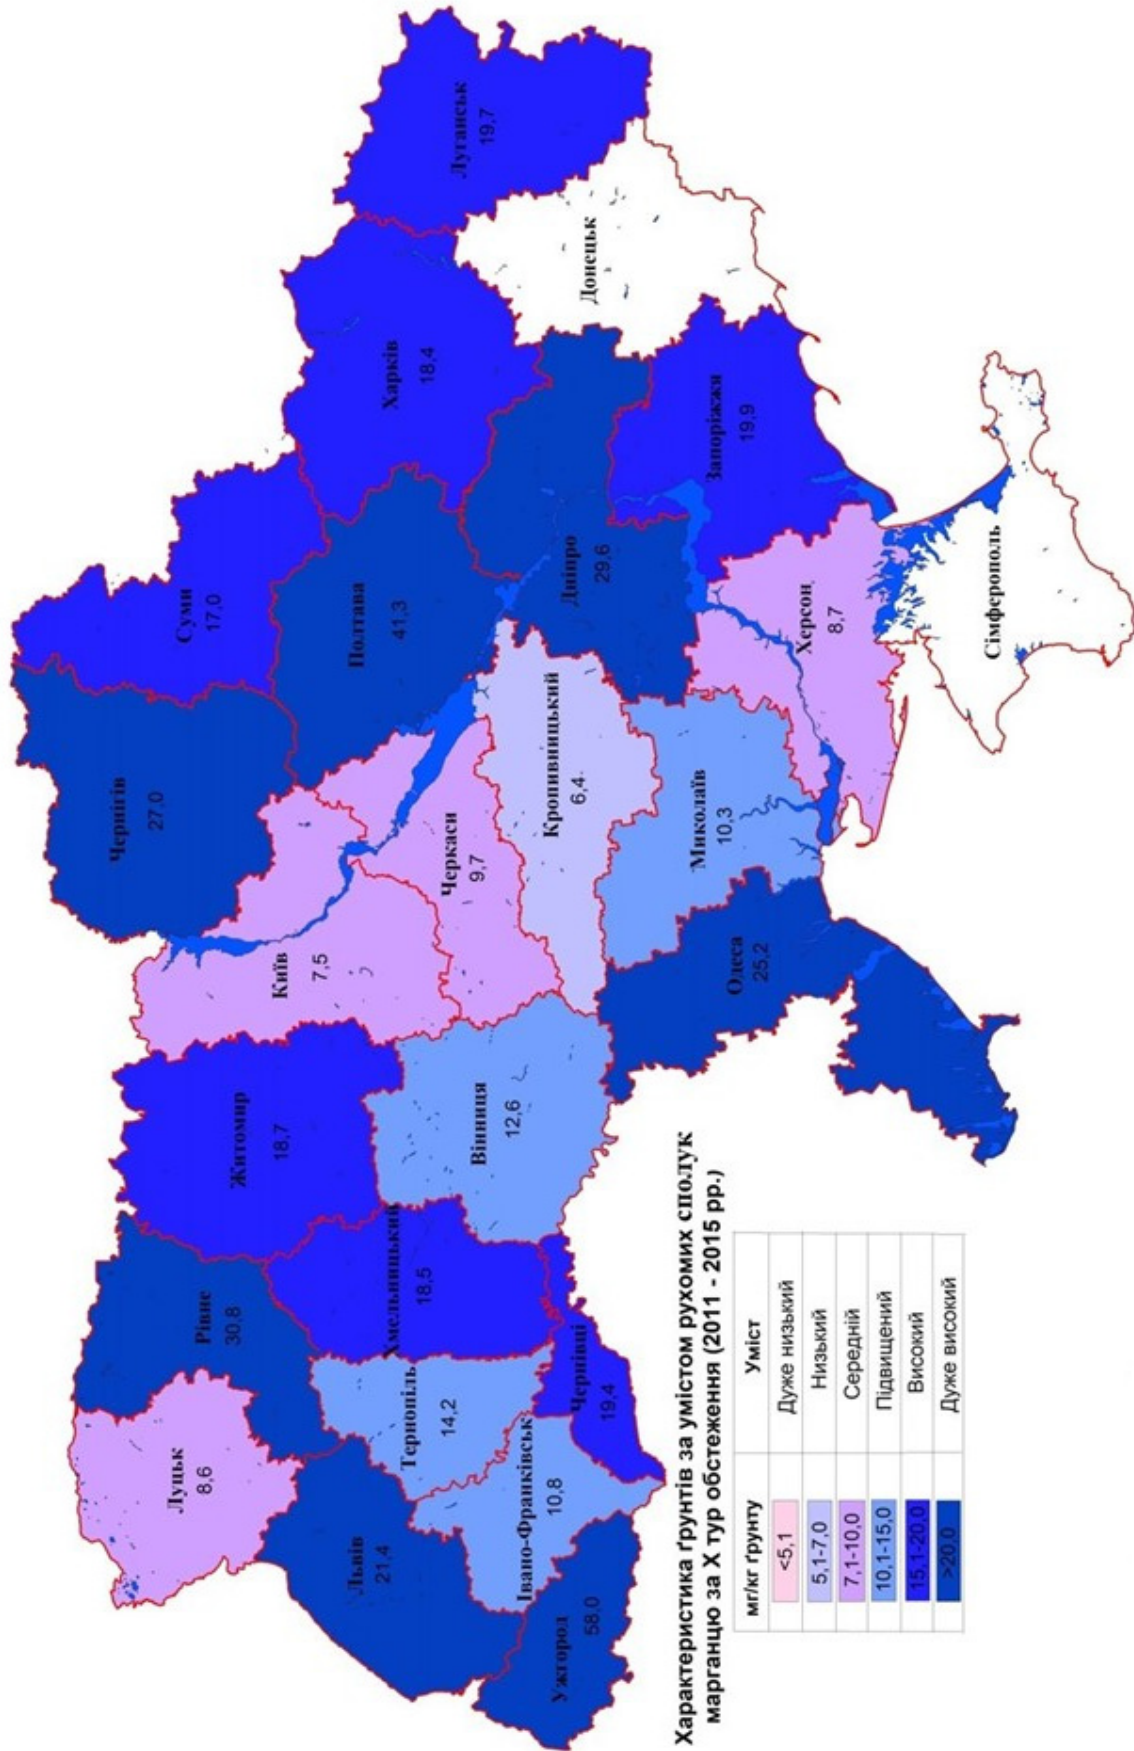 Луцьк
8,6
Рівне
30,8
Житомир
18,7
Київ
7,5
Чернігів
27,0
Суми
17,0
Львів
21,4
Тернопіль
14,2
Хмельницький
18,5
Вінниця
12,6
Черкаси
9,7
Полтава
41,3
Харків
18,4
Луганськ
19,7
Ужгород
58,0
Івано-Франківськ
10,8
Чернівці
19,4
Кропивницький
6,4
Дніпро
29,6
Донецьк
Одеса
25,2
Миколаїв
10,3
Херсон
8,7
Запоріжжя
19,9
Сімферополь
Характеристика ґрунтів за умістом рухомих сполук
марганцю за X тур обстеження (2011 - 2015 рр.)
мг/кг ґрунту Уміст
<5,1 Дуже низький
5,1-7,0 Низький
7,1-10,0 Середній
10,1-15,0 Підвищений
15,1-20,0 Високий
>20,0 Дуже високий